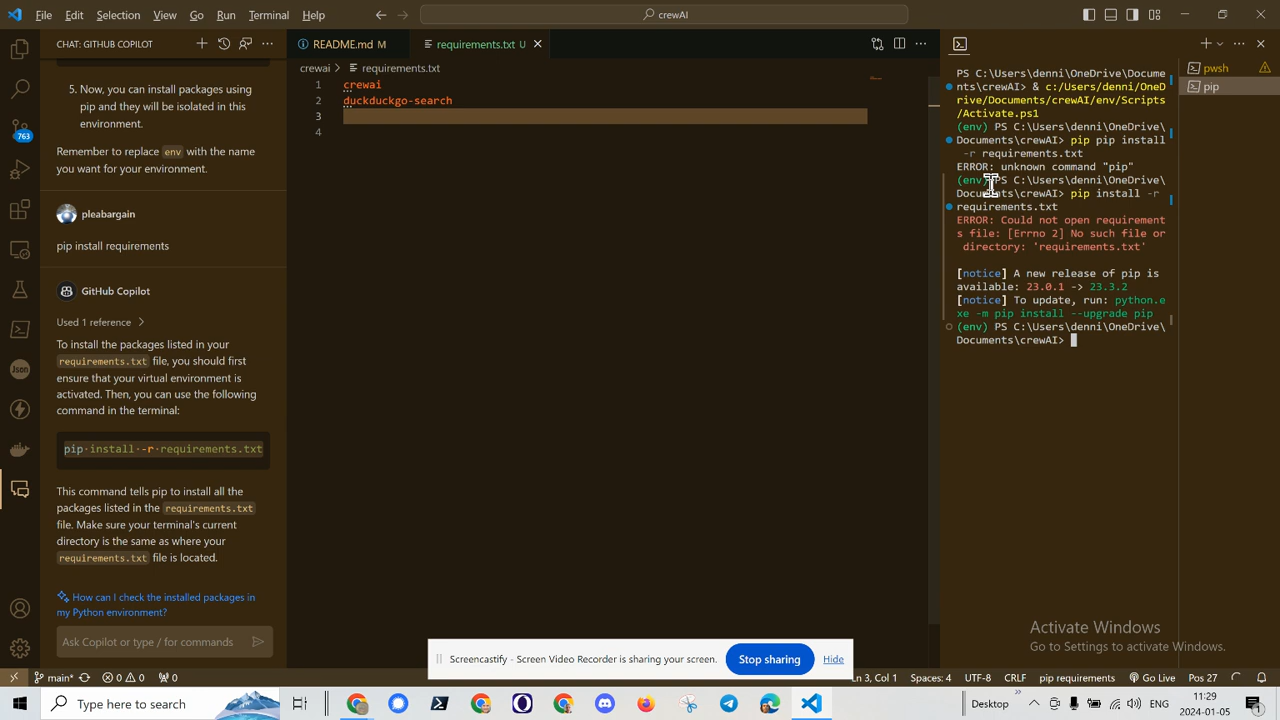 File Edit Selection View Go Run Terminal Help
crewAI
CHAT: GITHUB COPILOT
README.md M
requirements.txt U
crewai > requirements.txt
1 crewai
2 duckduckgo-search
3
4
5. Now, you can install packages using
pip and they will be isolated in this
environment.
Remember to replace env with the name
you want for your environment.
pleabargain
pip install requirements
GitHub Copilot
Used 1 reference >
To install the packages listed in your
requirements.txt file, you should first
ensure that your virtual environment is
activated. Then, you can use the following
command in the terminal:
pip·install·-r·requirements.txt
This command tells pip to install all the
packages listed in the requirements.txt
file. Make sure your terminal's current
directory is the same as where your
requirements.txt file is located.
How can I check the installed packages in
my Python environment?
Ask Copilot or type / for commands
763
Json
PS C:\Users\denni\OneDrive\Docume
nts\crewAI> & c:/Users/denni/OneD
rive/Documents/crewAI/env/Scripts
/Activate.ps1
(env) PS C:\Users\denni\OneDrive\
Documents\crewAI> pip pip install
-r requirements.txt
ERROR: unknown command "pip"
(env) PS C:\Users\denni\OneDrive\
Documents\crewAI> pip install -r
requirements.txt
ERROR: Could not open requirement
s file: [Errno 2] No such file or
directory: 'requirements.txt'
[notice] A new release of pip is
available: 23.0.1 -> 23.3.2
[notice] To update, run: python.e
xe -m pip install --upgrade pip
(env) PS C:\Users\denni\OneDrive\
Documents\crewAI>
pwsh
pip
Activate Windows
Go to Settings to activate Windows.
Screencastify - Screen Video Recorder is sharing your screen.
Stop sharing
Hide
main* 0 0 0
Ln 3, Col 1 Spaces: 4 UTF-8 CRLF pip requirements Go Live Pos 27
Type here to search
Desktop
ENG
11:29
2024-01-05
1